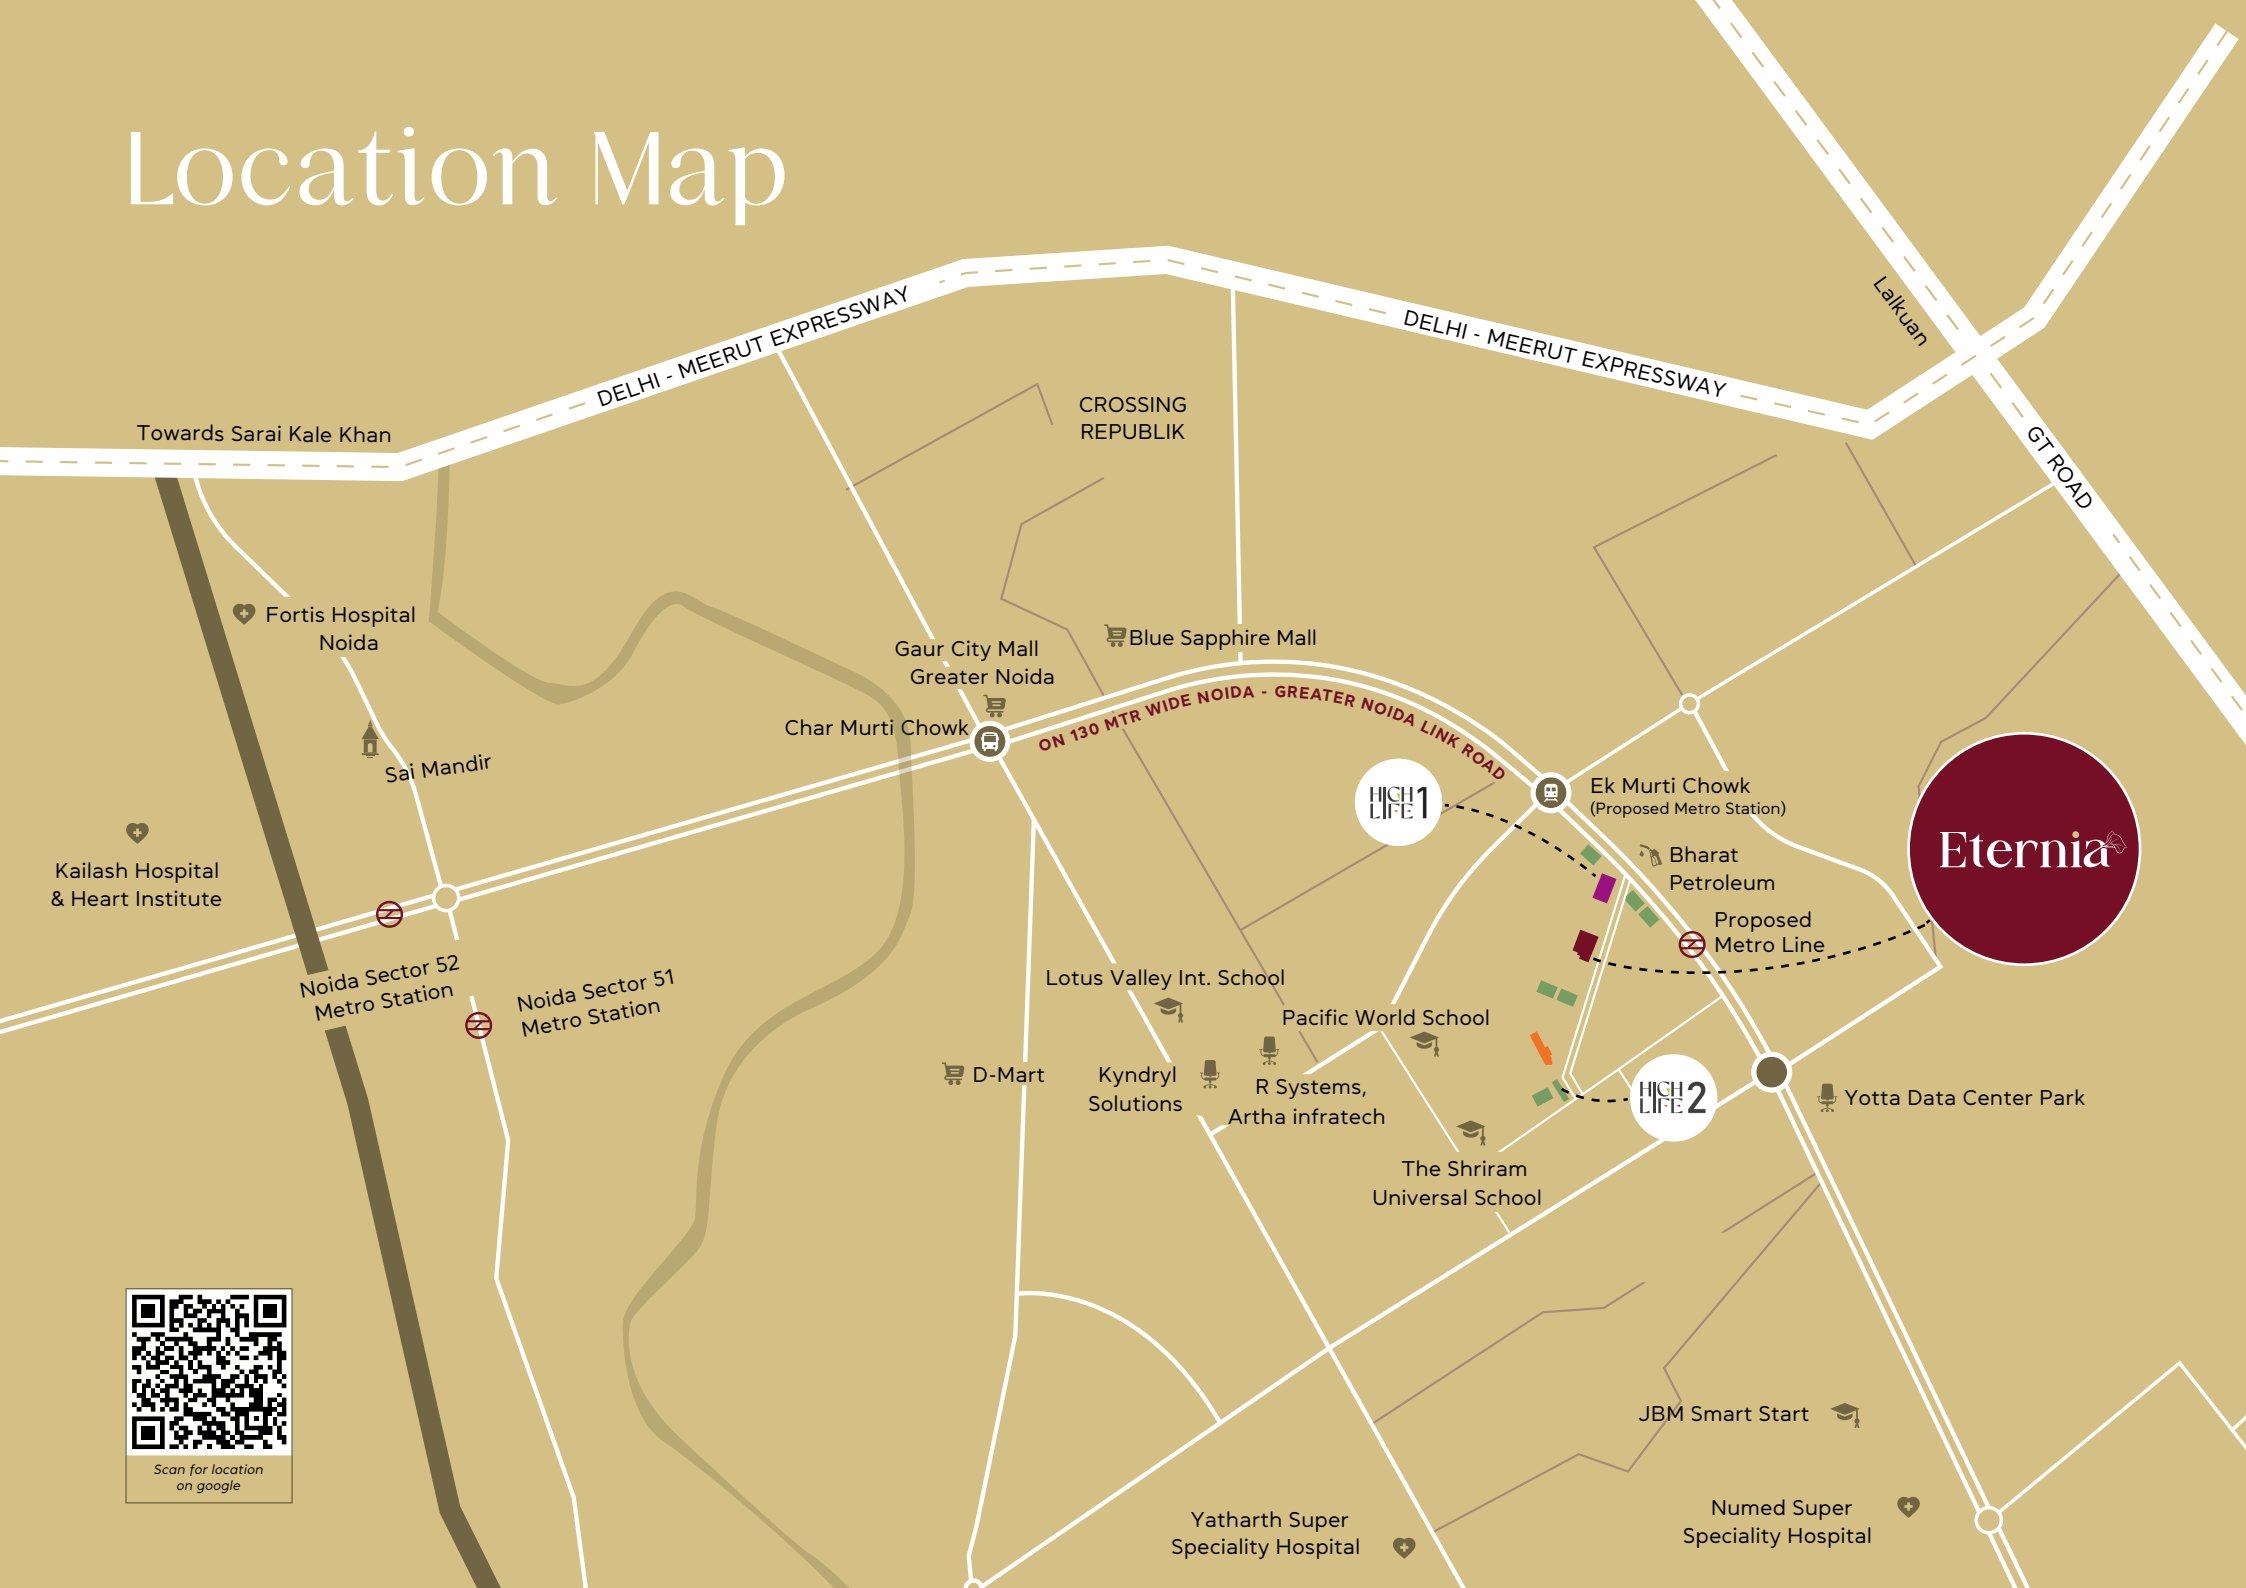 Location Map
DELHI - MEERUT EXPRESSWAY
DELHI - MEERUT EXPRESSWAY
Lalkuan
GT ROAD
Towards Sarai Kale Khan
CROSSING
REPUBLIK
Fortis Hospital
Noida
Gaur City Mall
Greater Noida
Blue Sapphire Mall
Char Murti Chowk
ON 130 MTR WIDE NOIDA - GREATER NOIDA LINK ROAD
Sai Mandir
HIGH
LIFE 1
Ek Murti Chowk
(Proposed Metro Station)
Eternia
Bharat
Petroleum
Kailash Hospital
& Heart Institute
Proposed
Metro Line
Noida Sector 52
Metro Station
Noida Sector 51
Metro Station
Lotus Valley Int. School
Pacific World School
D-Mart
Kyndryl
Solutions
R Systems,
Artha infratech
HIGH
LIFE 2
Yotta Data Center Park
The Shriram
Universal School
JBM Smart Start
Scan for location
on google
Yatharth Super
Speciality Hospital
Numed Super
Speciality Hospital